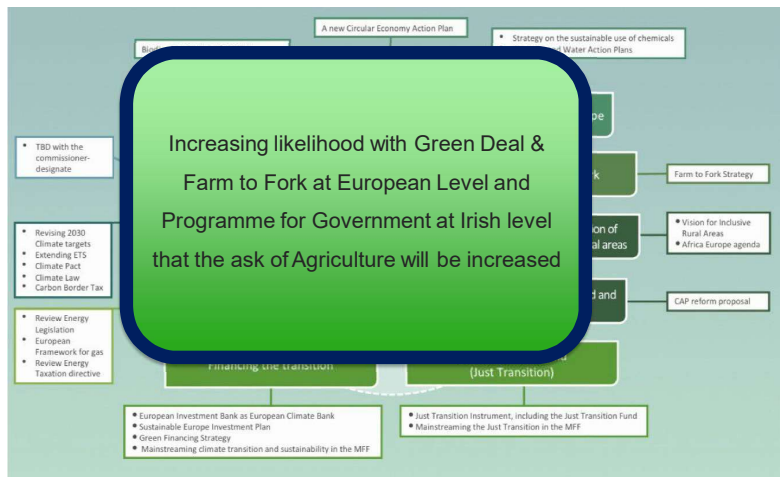 A new Circular Economy Action Plan
• Strategy on the sustainable use of chemicals
Water Action Plans
• TBD with the
commissioner-
designate
Increasing likelihood with Green Deal &
Farm to Fork at European Level and
Programme for Government at Irish level
that the ask of Agriculture will be increased
Farm to Fork Strategy
• Revising 2030
Climate targets
• Extending ETS
• Climate Pact
• Climate Law
• Carbon Border Tax
• Vision for Inclusive
Rural Areas
• Africa Europe agenda
CAP reform proposal
• Review Energy
Legislation
• European
Framework for gas
• Review Energy
Taxation directive
Financing the transition
(Just Transition)
• European Investment Bank as European Climate Bank
• Sustainable Europe Investment Plan
• Green Financing Strategy
• Mainstreaming climate transition and sustainability in the MFF
• Just Transition Instrument, including the Just Transition Fund
• Mainstreaming the Just Transition in the MFF